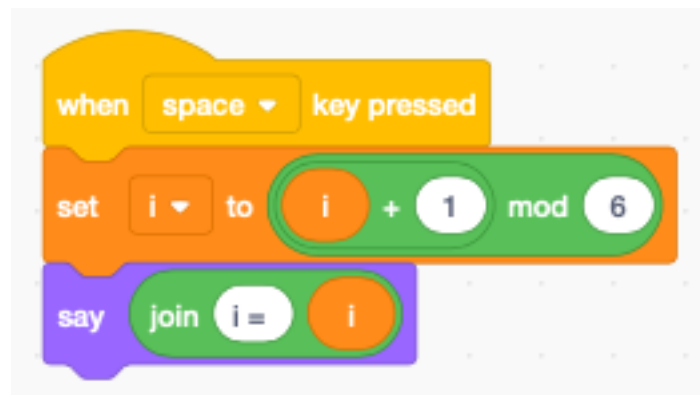 when space key pressed
set i to i + 1 mod 6
say join i = i